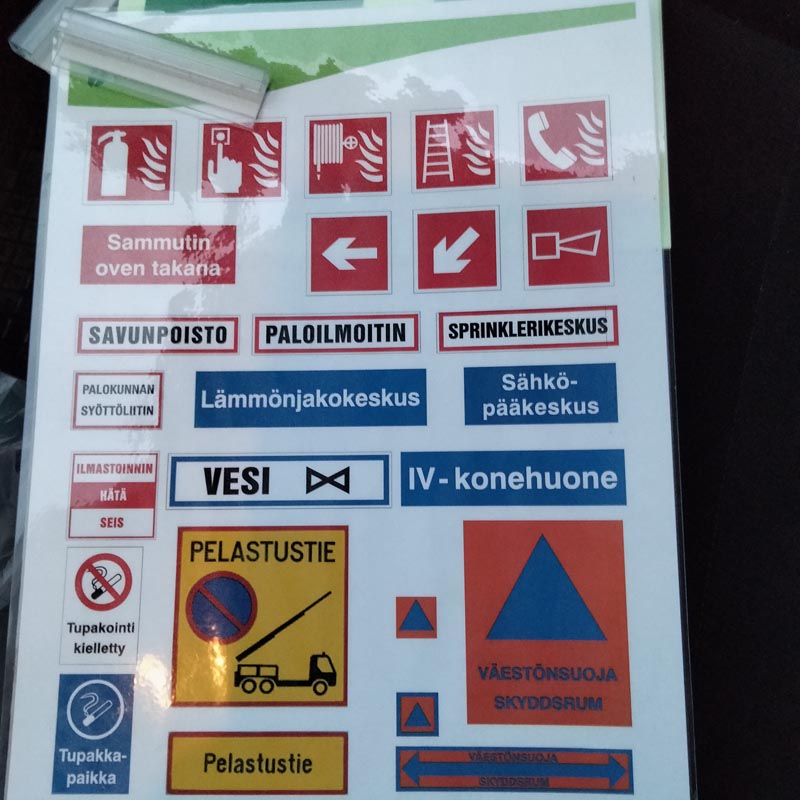 Sammutin
oven takana
SAVUNPOISTO
PALOILMOITIN
SPRINKLERIKESKUS
PALOKUNNAN
SYÖTTÖLIITIN
Lämmönjakokeskus
Sähkö-
pääkeskus
ILMASTOINNIN
HÄTÄ
SEIS
VESI
IV-konehuone
PELASTUSTIE
Tupakointi
kielletty
VÄESTÖNSUOJA
SKYDDSRUM
Tupakka-
paikka
Pelastustie
VÄESTÖNSUOJA
SKYDDSRUM